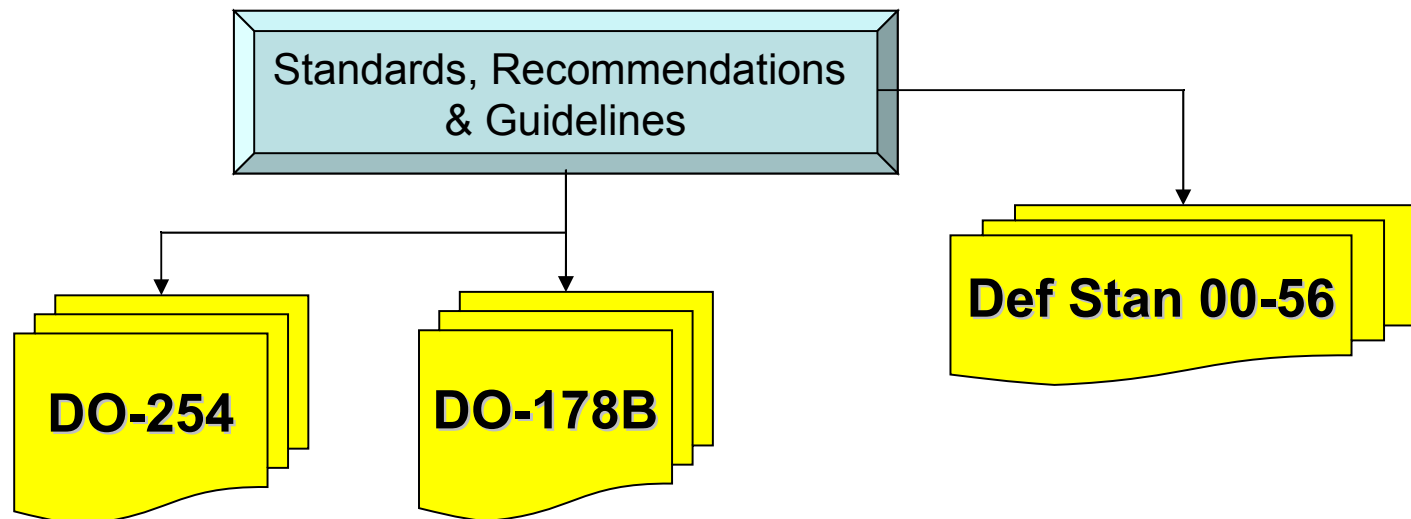 Standards, Recommendations
& Guidelines
Def Stan 00-56
DO-254
DO-178B